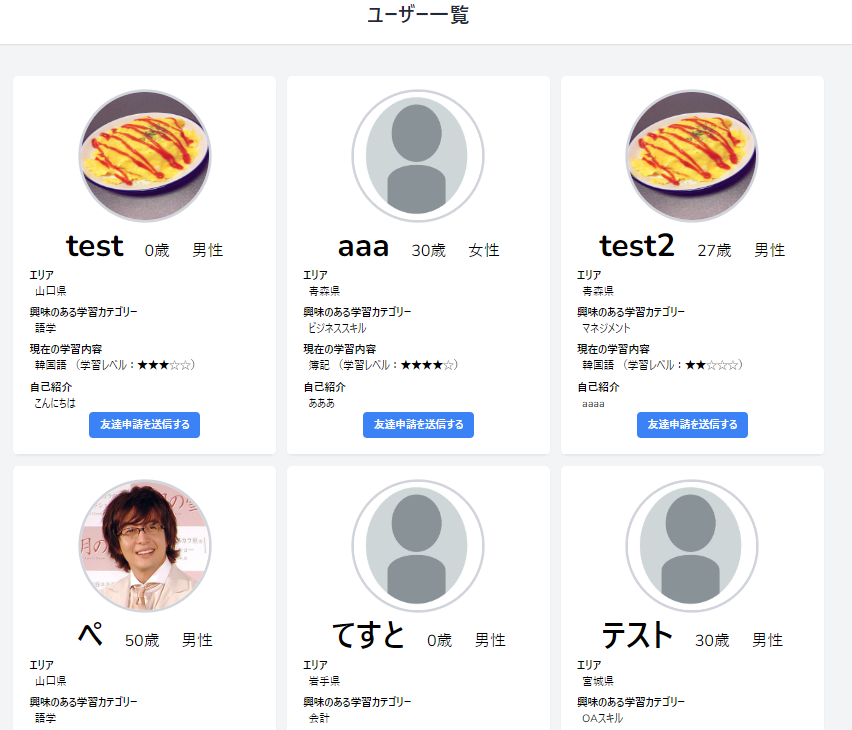 ユーザー一覧
test 0歳 男性
エリア
山口県
興味のある学習カテゴリー
語学
現在の学習内容
韓国語 （学習レベル：★★★☆☆）
自己紹介
こんにちは
友達申請を送信する
aaa 30歳 女性
エリア
青森県
興味のある学習カテゴリー
ビジネススキル
現在の学習内容
簿記 （学習レベル：★★★★☆）
自己紹介
あああ
友達申請を送信する
test2 27歳 男性
エリア
青森県
興味のある学習カテゴリー
マネジメント
現在の学習内容
韓国語 （学習レベル：★★☆☆☆）
自己紹介
aaaa
友達申請を送信する
ペ 50歳 男性
エリア
山口県
興味のある学習カテゴリー
語学
てすと 0歳 男性
エリア
岩手県
興味のある学習カテゴリー
会計
テスト 30歳 男性
エリア
宮城県
興味のある学習カテゴリー
OAスキル